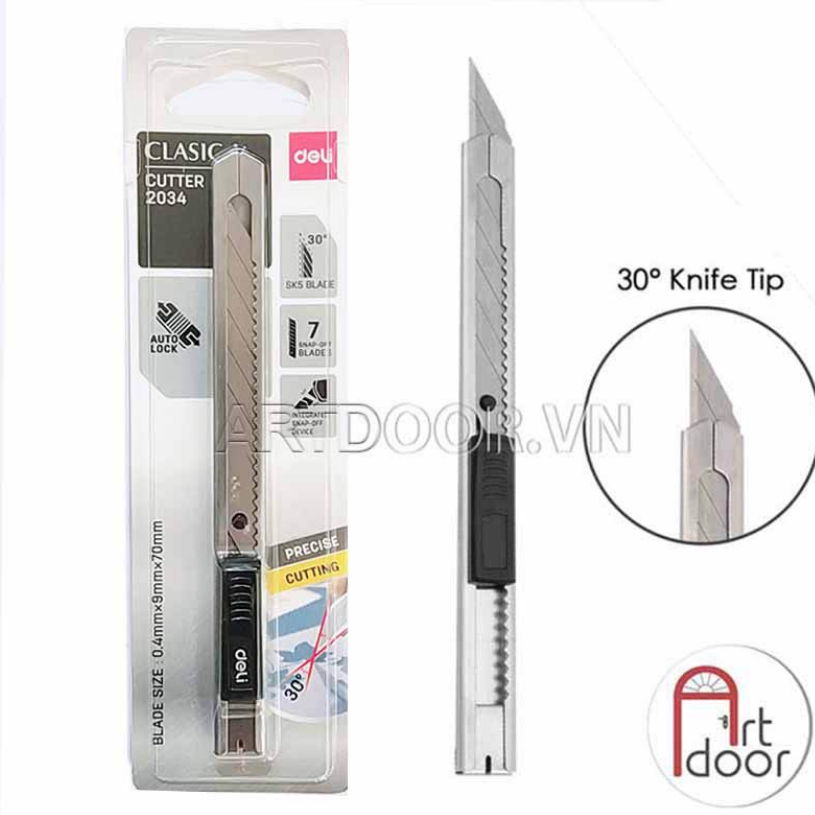 CLASIC
CUTTER
2034
deli
30°
SK5 BLADE
7
SNAP-OFF
BLADES
AUTO
LOCK
INTEGRATED
SNAP-OFF
DEVICE
ARTDOOR.VN
PRECISE
CUTTING
30°
BLADE SIZE : 0.4mm×9mm×70mm
deli
30° Knife Tip
Art
door